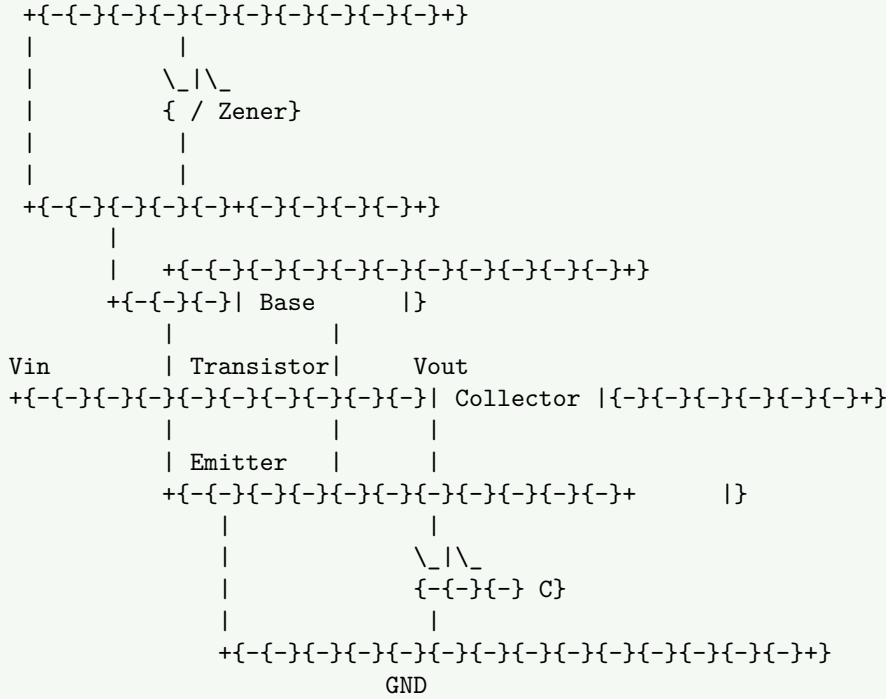 +{-{-}{-}{-}{-}{-}{-}{-}{-}{-}+}
| |
| \_|\_
| { / Zener}
| |
| |
+{-{-}{-}{-}{-}+{-}{-}{-}{-}+}
|
| +{-{-}{-}{-}{-}{-}{-}{-}{-}{-}+}
+{-{-}{-}| Base |}
| |
Vin | Transistor| Vout
+{-{-}{-}{-}{-}{-}{-}{-}{-}{-}| Collector |{-}{-}{-}{-}{-}{-}+}
| | |
| Emitter | |
+{-{-}{-}{-}{-}{-}{-}{-}{-}{-}{-}+ |}
| |
| \_|\_
| {-{-}{-} C}
| |
+{-{-}{-}{-}{-}{-}{-}{-}{-}{-}{-}{-}{-}{-}+}
GND